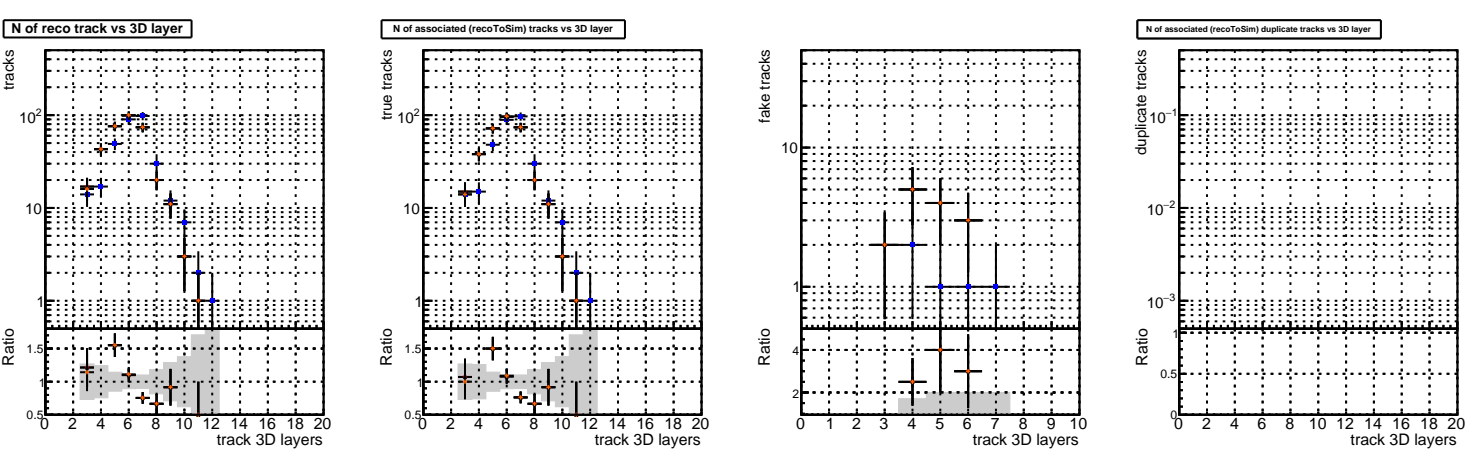 N of reco track vs 3D layer
tracks
10²
10
1
Ratio
1.5
1
0.5
0 2 4 6 8 10 12 14 16 18 20
track 3D layers
N of associated (recoToSim) tracks vs 3D layer
true tracks
10²
10
1
Ratio
1.5
1
0.5
0 2 4 6 8 10 12 14 16 18 20
track 3D layers
fake tracks
10
1
Ratio
4
2
0 1 2 3 4 5 6 7 8 9 10
track 3D layers
N of associated (recoToSim) duplicate tracks vs 3D layer
duplicate tracks
10⁻¹
10⁻²
10⁻³
Ratio
1
0.5
0
0 2 4 6 8 10 12 14 16 18 20
track 3D layers